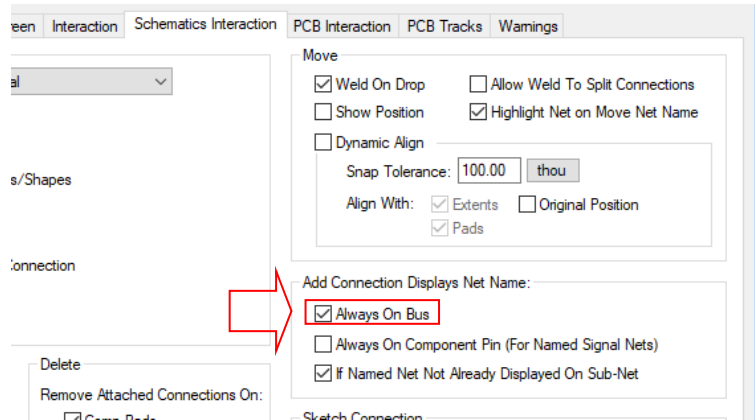 Interaction Schematics Interaction PCB Interaction PCB Tracks Warnings
Move
Weld On Drop Allow Weld To Split Connections
Show Position Highlight Net on Move Net Name
Dynamic Align
Snap Tolerance: 100.00 thou
s/Shapes
Align With: Extents Original Position
Pads
Add Connection Displays Net Name:
Always On Bus
Always On Component Pin (For Named Signal Nets)
If Named Net Not Already Displayed On Sub-Net
Delete
Remove Attached Connections On:
Sketch Connection